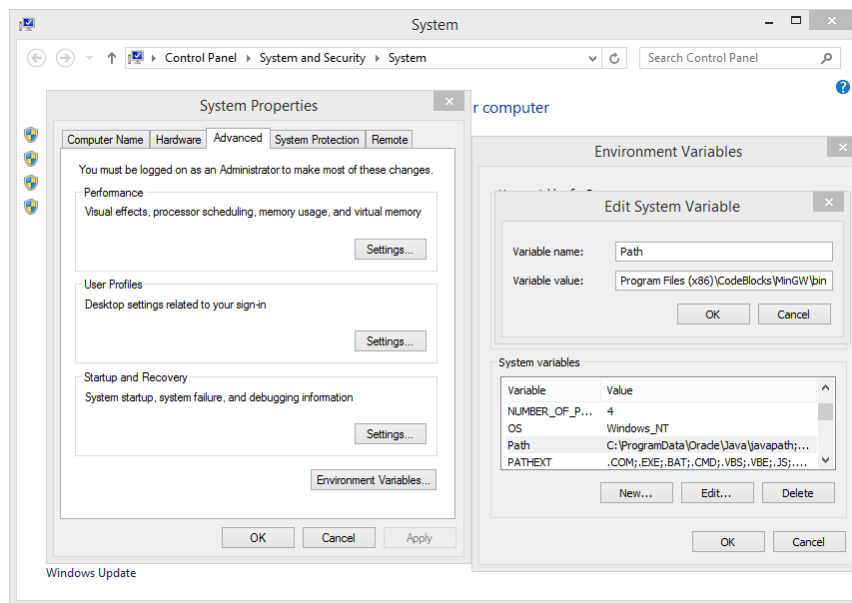 System
Control Panel System and Security System
Search Control Panel
r computer
System Properties
Computer Name Hardware Advanced System Protection Remote
You must be logged on as an Administrator to make most of these changes.
Performance
Visual effects, processor scheduling, memory usage, and virtual memory
Settings...
User Profiles
Desktop settings related to your sign-in
Settings...
Startup and Recovery
System startup, system failure, and debugging information
Settings...
Environment Variables...
OK Cancel Apply
Windows Update
Environment Variables
Edit System Variable
Variable name: Path
Variable value: Program Files (x86)\CodeBlocks\MinGW\bin
OK Cancel
System variables
Variable Value
NUMBER_OF_P... 4
OS Windows_NT
Path C:\ProgramData\Oracle\Java\javapath;...
PATHEXT .COM;.EXE;.BAT;.CMD;.VBS;.VBE;.JS;....
New... Edit... Delete
OK Cancel